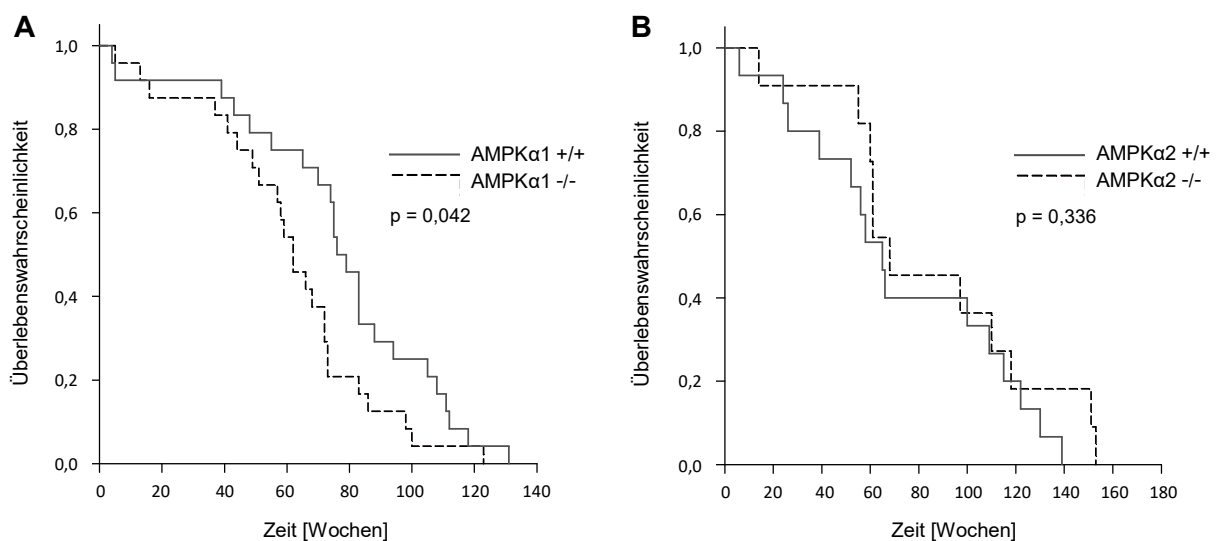 A
1,0
0,8
0,6
0,4
0,2
0,0
Überlebenswahrscheinlichkeit
AMPKα1 +/+
AMPKα1 -/-
p = 0,042
0 20 40 60 80 100 120 140
Zeit [Wochen]
B
1,0
0,8
0,6
0,4
0,2
0,0
Überlebenswahrscheinlichkeit
AMPKα2 +/+
AMPKα2 -/-
p = 0,336
0 20 40 60 80 100 120 140 160 180
Zeit [Wochen]